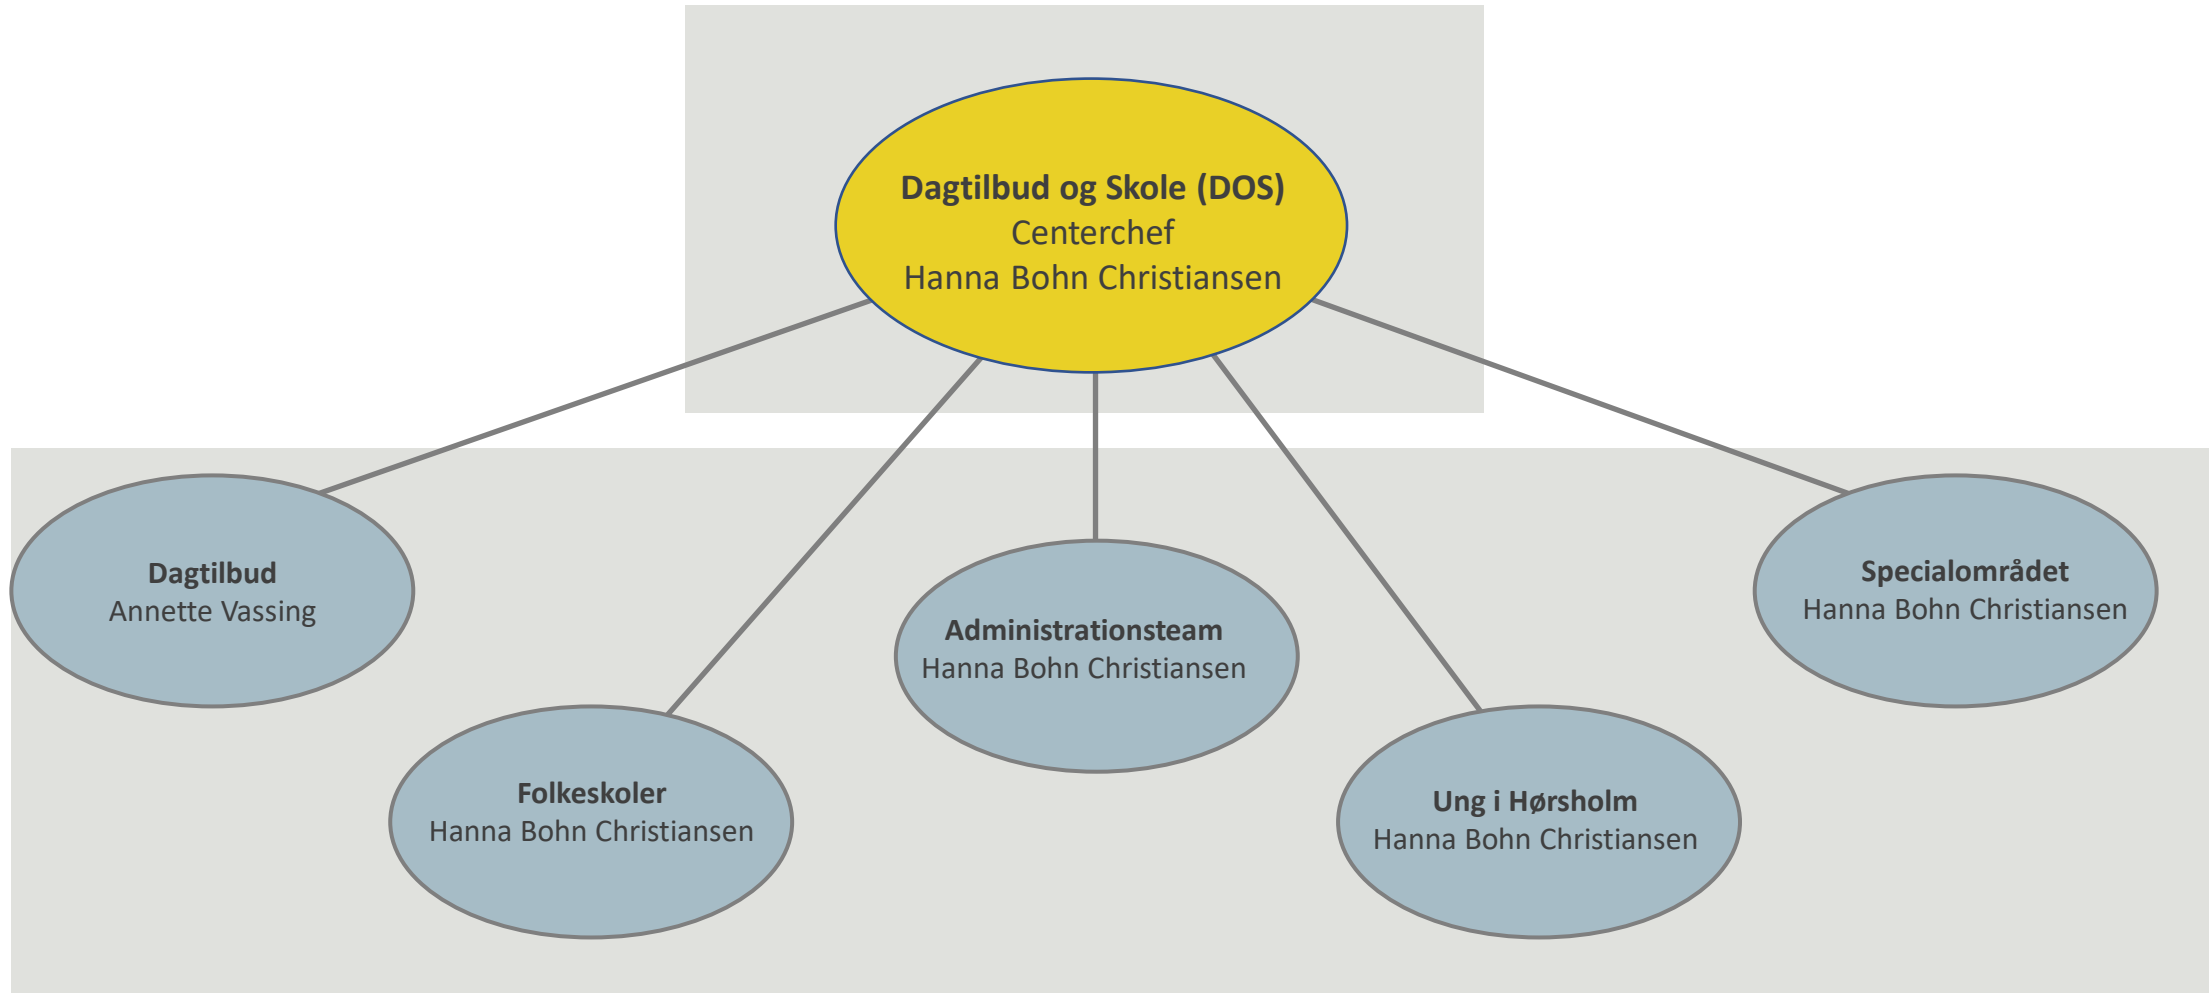 Dagtilbud og Skole (DOS)
Centerchef
Hanna Bohn Christiansen
Dagtilbud
Annette Vassing
Folkeskoler
Hanna Bohn Christiansen
Administrationsteam
Hanna Bohn Christiansen
Ung i Hørsholm
Hanna Bohn Christiansen
Specialområdet
Hanna Bohn Christiansen